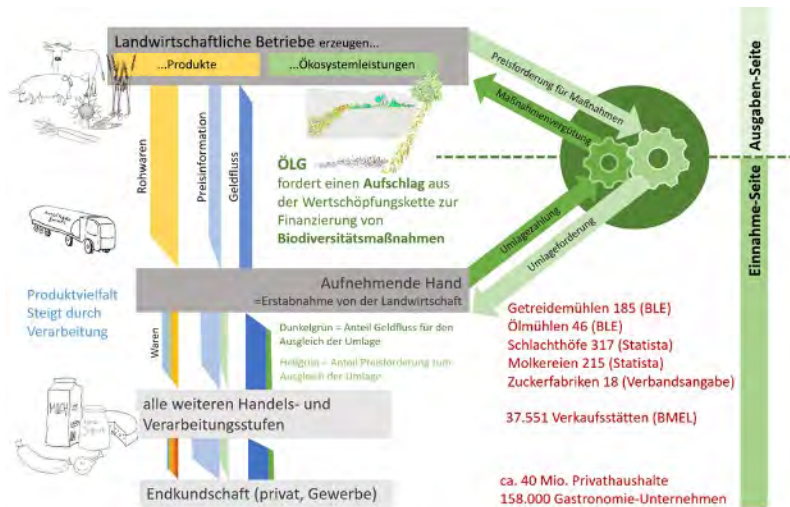 Landwirtschaftliche Betriebe erzeugen...
...Produkte
...Ökosystemleistungen
Rohwaren
Preisinformation
Geldfluss
Preisforderung für Maßnahmen
Maßnahmenvergütung
Ausgaben-Seite
Einnahme-Seite
ÖLG
fordert einen Aufschlag aus
der Wertschöpfungskette zur
Finanzierung von
Biodiversitätsmaßnahmen
Umlagezahlung
Umlageforderung
Aufnehmende Hand
=Erstabnahme von der Landwirtschaft
Produktvielfalt
Steigt durch
Verarbeitung
Waren
Dunkelgrün = Anteil Geldfluss für den
Ausgleich der Umlage
Hellgrün = Anteil Preisforderung zum
Ausgleich der Umlage
Getreidemühlen 185 (BLE)
Ölmühlen 46 (BLE)
Schlachthöfe 317 (Statista)
Molkereien 215 (Statista)
Zuckerfabriken 18 (Verbandsangabe)
37.551 Verkaufsstätten (BMEL)
MILCH
alle weiteren Handels- und
Verarbeitungsstufen
Endkundschaft (privat, Gewerbe)
ca. 40 Mio. Privathaushalte
158.000 Gastronomie-Unternehmen